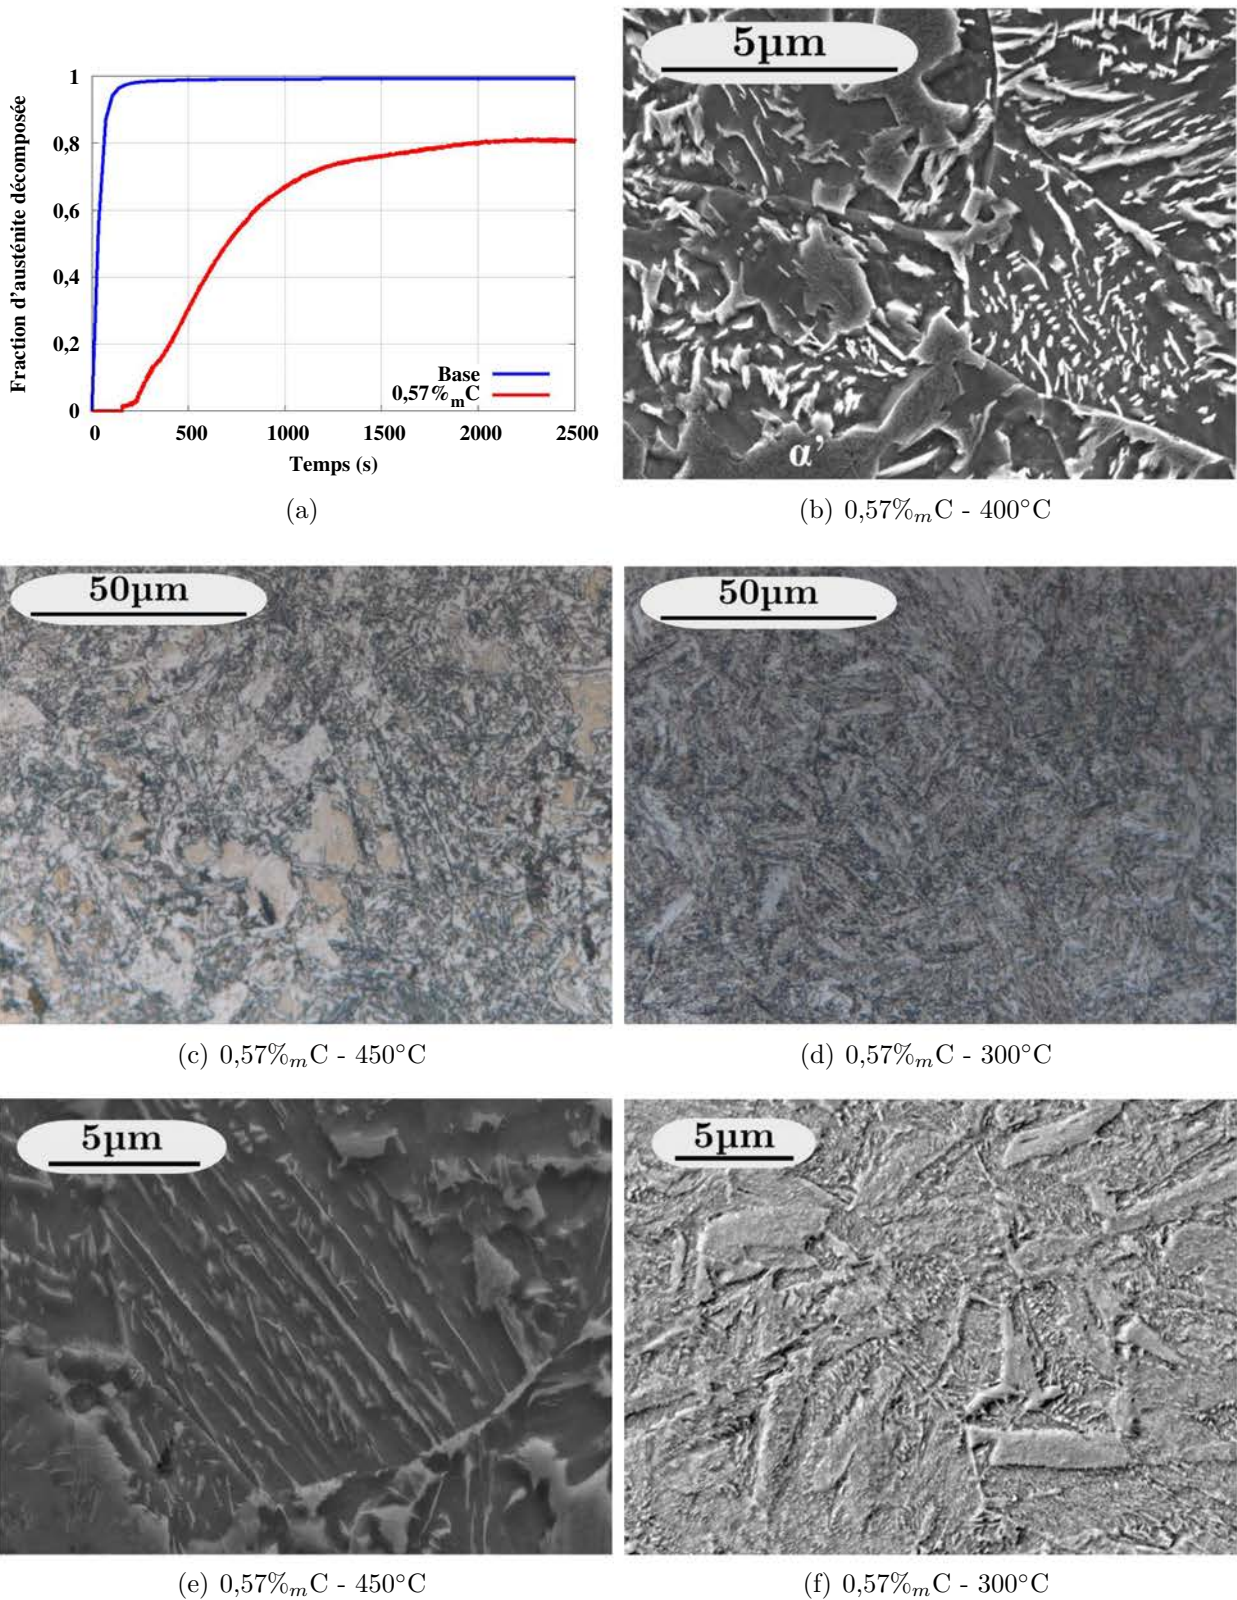 Fraction d'austénite décomposée
1
0,8
0,6
0,4
0,2
0
Base
0,57%mC
0 500 1000 1500 2000 2500
Temps (s)
(a)
5µm
α'
(b) 0,57%mC - 400°C
50µm
(c) 0,57%mC - 450°C
50µm
(d) 0,57%mC - 300°C
5µm
(e) 0,57%mC - 450°C
5µm
(f) 0,57%mC - 300°C